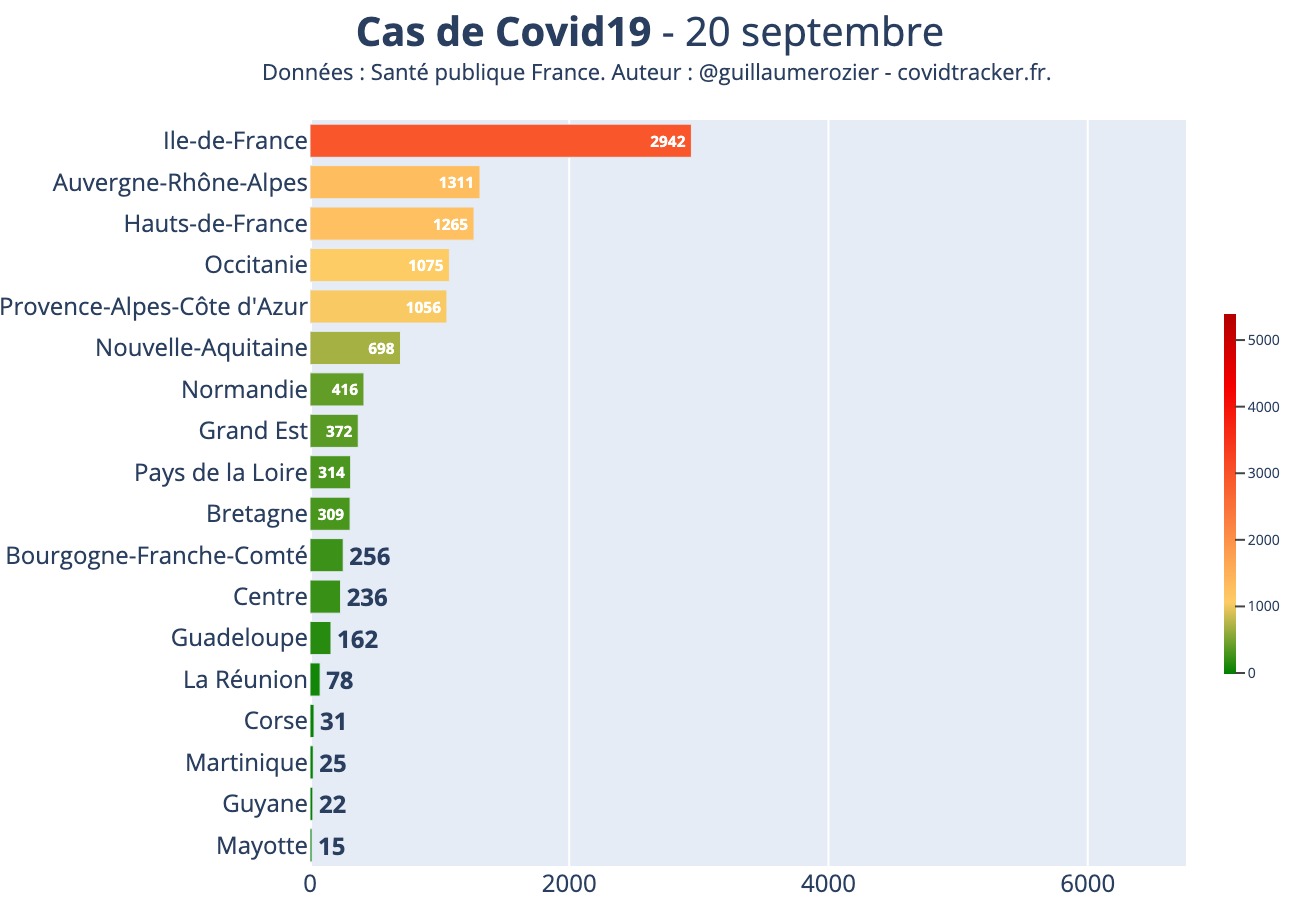 Cas de Covid19 - 20 septembre
Données : Santé publique France. Auteur : @guillaumerozier - covidtracker.fr.
Ile-de-France 2942
Auvergne-Rhône-Alpes 1311
Hauts-de-France 1265
Occitanie 1075
Provence-Alpes-Côte d'Azur 1056
Nouvelle-Aquitaine 698
Normandie 416
Grand Est 372
Pays de la Loire 314
Bretagne 309
Bourgogne-Franche-Comté 256
Centre 236
Guadeloupe 162
La Réunion 78
Corse 31
Martinique 25
Guyane 22
Mayotte 15
0 2000 4000 6000
5000
4000
3000
2000
1000
0